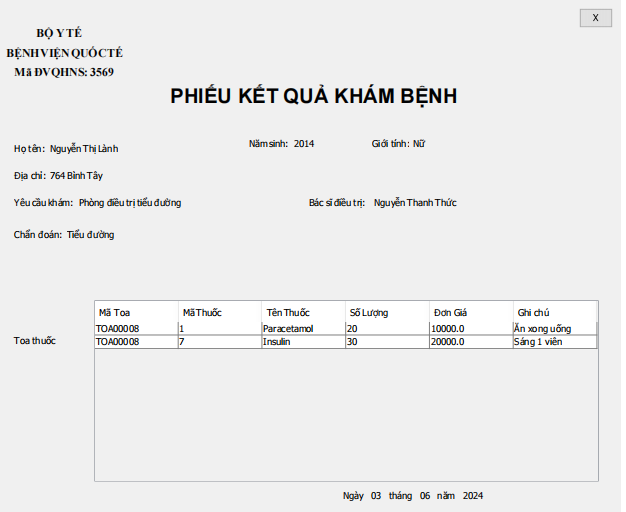 X
BỘ Y TẾ
BỆNH VIỆN QUỐC TẾ
Mã ĐVQHNS: 3569
PHIẾU KẾT QUẢ KHÁM BỆNH
Họ tên: Nguyễn Thị Lành Năm sinh: 2014 Giới tính: Nữ
Địa chỉ: 764 Bình Tây
Yêu cầu khám: Phòng điều trị tiểu đường Bác sĩ điều trị: Nguyễn Thanh Thức
Chẩn đoán: Tiểu đường
Toa thuốc
Mã Toa Mã Thuốc Tên Thuốc Số Lượng Đơn Giá Ghi chú
TOA00008 1 Paracetamol 20 10000.0 Ăn xong uống
TOA00008 7 Insulin 30 20000.0 Sáng 1 viên
Ngày 03 tháng 06 năm 2024